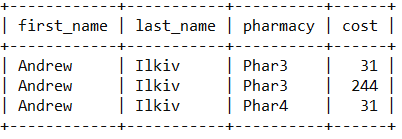 +------------+-----------+----------+------+
| first_name | last_name | pharmacy | cost |
+------------+-----------+----------+------+
| Andrew     | Ilkiv     | Phar3    |   31 |
| Andrew     | Ilkiv     | Phar3    |  244 |
| Andrew     | Ilkiv     | Phar4    |   31 |
+------------+-----------+----------+------+